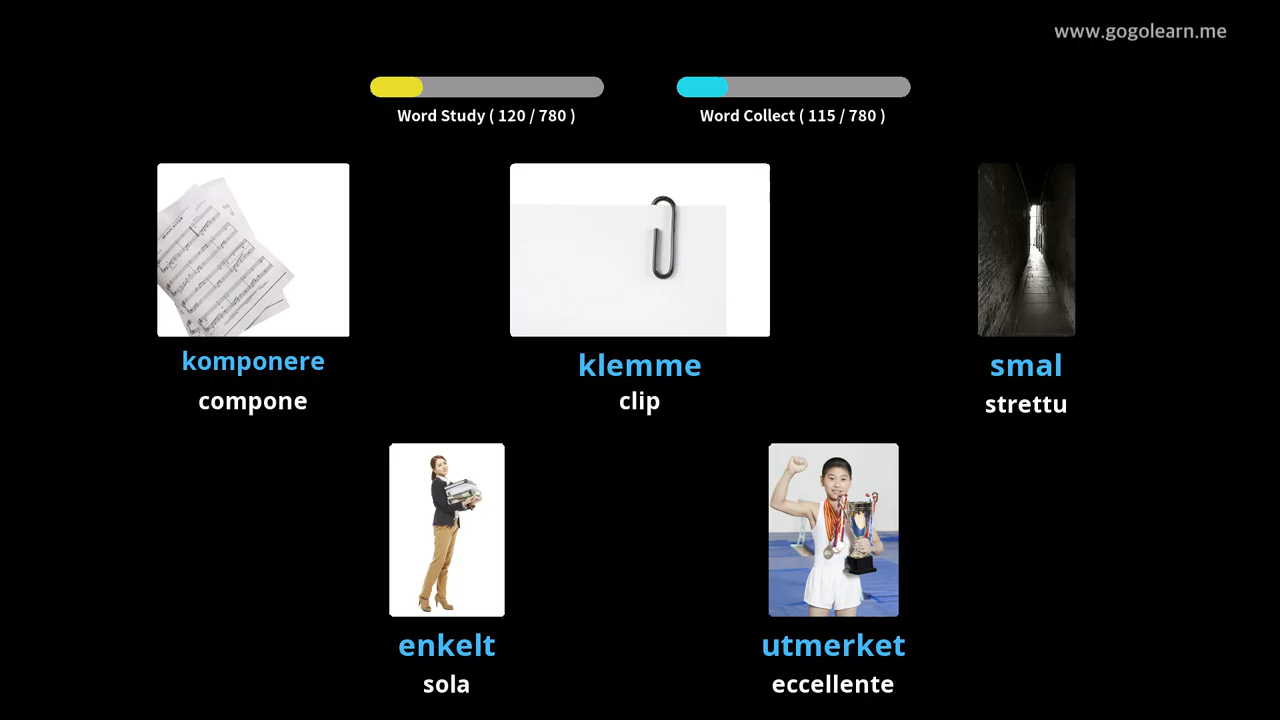 www.gogolearn.me
Word Study ( 120 / 780 )
Word Collect ( 115 / 780 )
komponere
compone
klemme
clip
smal
strettu
enkelt
sola
utmerket
eccellente